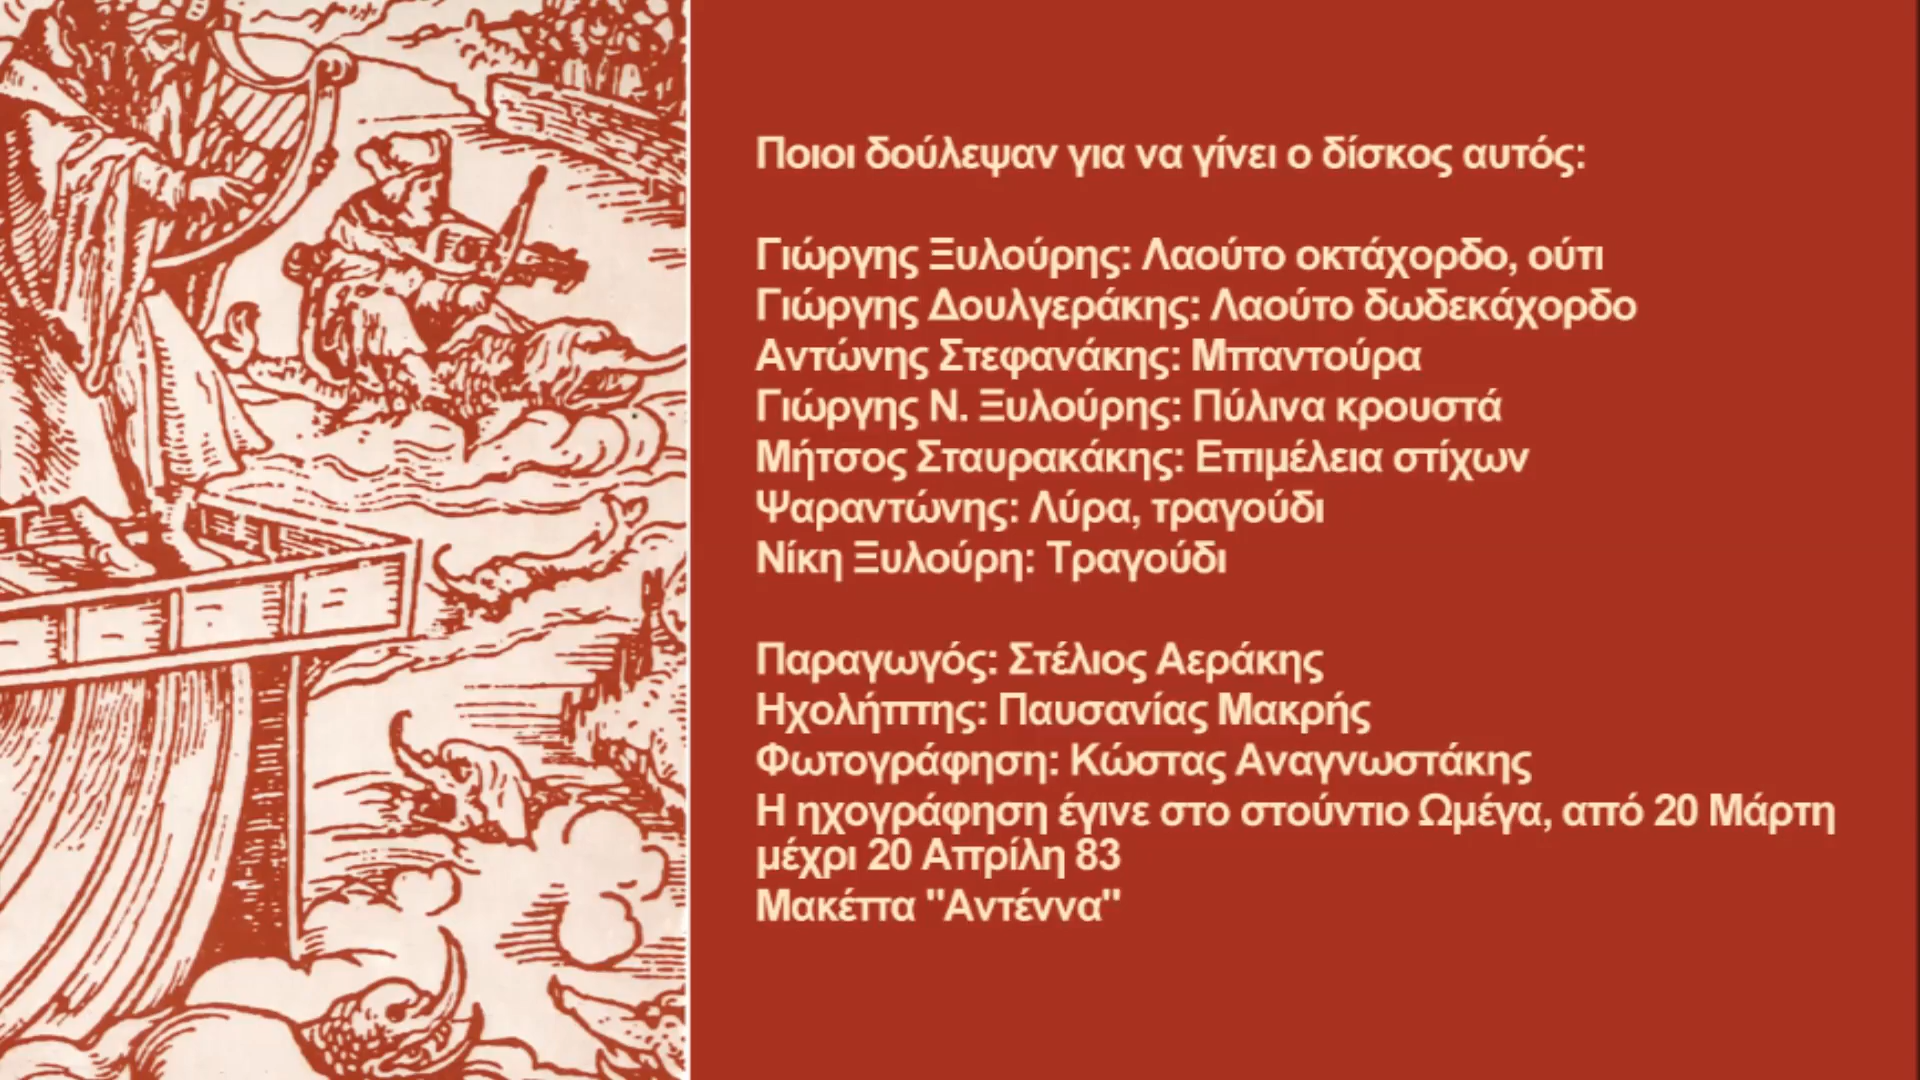 Ποιοι δούλεψαν για να γίνει ο δίσκος αυτός:
Γιώργης Ξυλούρης: Λαούτο οκτάχορδο, ούτι
Γιώργης Δουλγεράκης: Λαούτο δωδεκάχορδο
Αντώνης Στεφανάκης: Μπαντούρα
Γιώργης Ν. Ξυλούρης: Πύλινα κρουστά
Μήτσος Σταυρακάκης: Επιμέλεια στίχων
Ψαραντώνης: Λύρα, τραγούδι
Νίκη Ξυλούρη: Τραγούδι
Παραγωγός: Στέλιος Αεράκης
Ηχολήπτης: Παυσανίας Μακρής
Φωτογράφηση: Κώστας Αναγνωστάκης
Η ηχογράφηση έγινε στο στούντιο Ωμέγα, από 20 Μάρτη
μέχρι 20 Απρίλη 83
Μακέττα "Αντέννα"